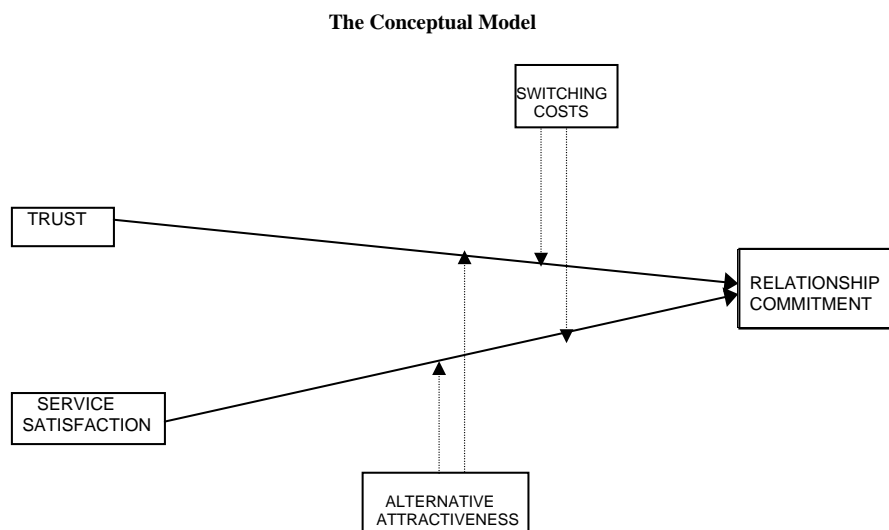 The Conceptual Model
SWITCHING
COSTS
TRUST
RELATIONSHIP
COMMITMENT
SERVICE
SATISFACTION
ALTERNATIVE
ATTRACTIVENESS